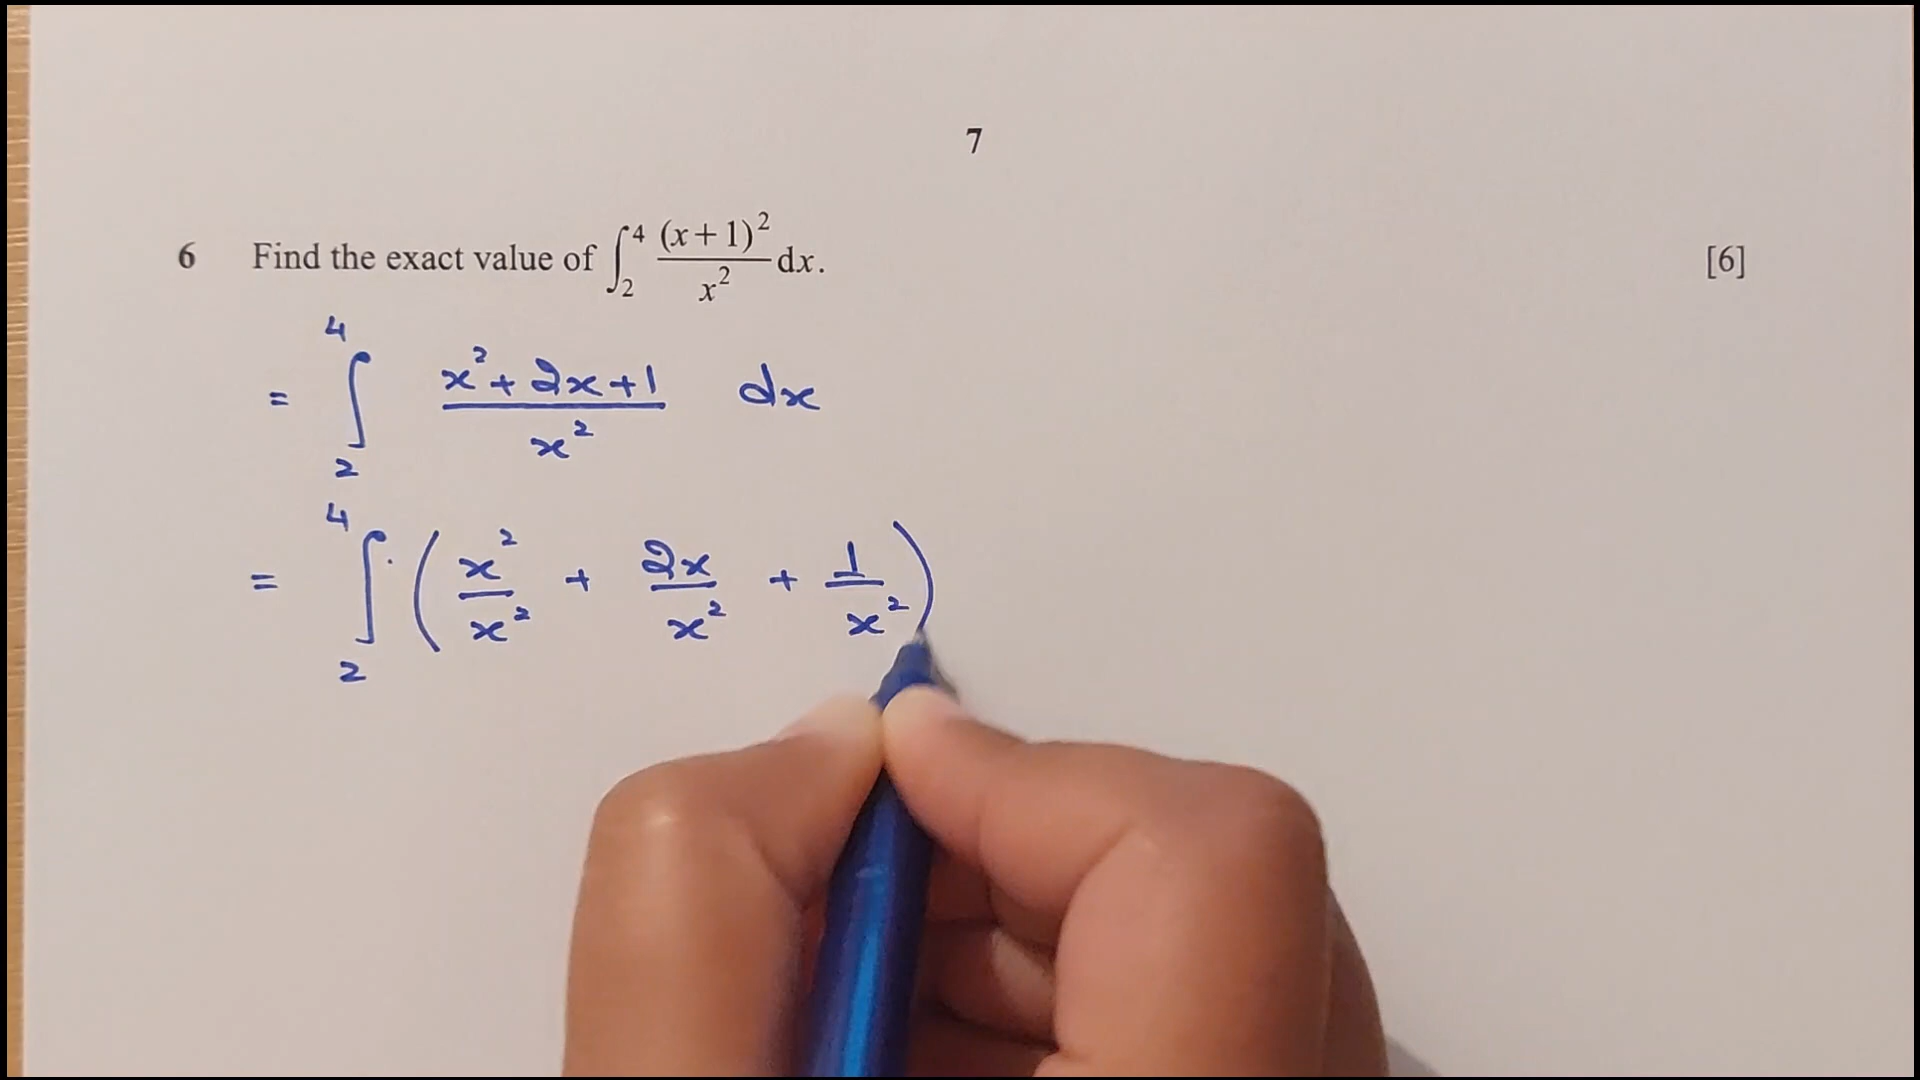 7
6 Find the exact value of ∫₂⁴ (x+1)²/x² dx. [6]
= ∫₂⁴ (x²+2x+1)/x² dx
= ∫₂⁴ (x²/x² + 2x/x² + 1/x²)